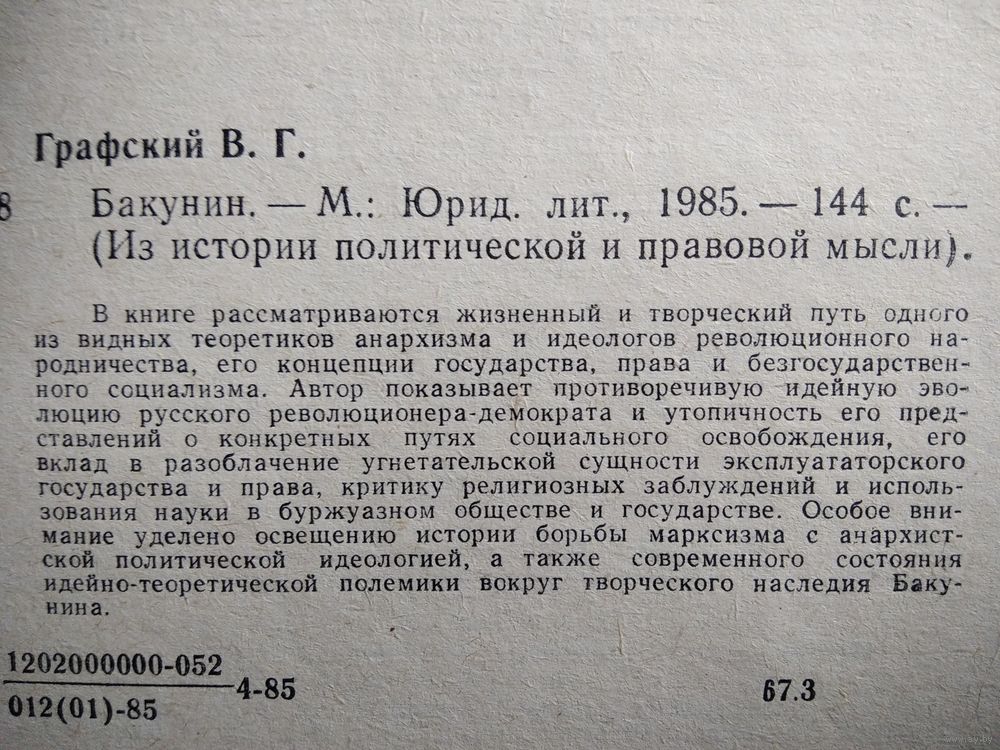 Графский В. Г.
8 Бакунин. — М.: Юрид. лит., 1985. — 144 с. —
(Из истории политической и правовой мысли).
В книге рассматриваются жизненный и творческий путь одного
из видных теоретиков анархизма и идеологов революционного на-
родничества, его концепции государства, права и безгосударствен-
ного социализма. Автор показывает противоречивую идейную эво-
люцию русского революционера-демократа и утопичность его пред-
ставлений о конкретных путях социального освобождения, его
вклад в разоблачение угнетательской сущности эксплуататорского
государства и права, критику религиозных заблуждений и исполь-
зования науки в буржуазном обществе и государстве. Особое вни-
мание уделено освещению истории борьбы марксизма с анархист-
ской политической идеологией, а также современного состояния
идейно-теоретической полемики вокруг творческого наследия Баку-
нина.
1202000000-052
012(01)-85
4-85 67.3